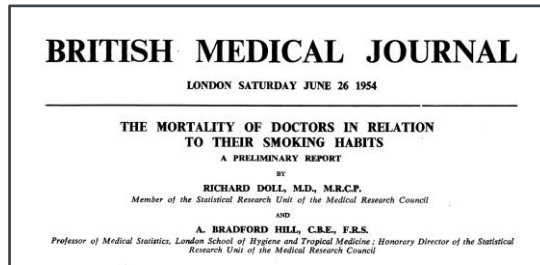 BRITISH MEDICAL JOURNAL
LONDON SATURDAY JUNE 26 1954
THE MORTALITY OF DOCTORS IN RELATION
TO THEIR SMOKING HABITS
A PRELIMINARY REPORT
BY
RICHARD DOLL, M.D., M.R.C.P.
Member of the Statistical Research Unit of the Medical Research Council
AND
A. BRADFORD HILL, C.B.E., F.R.S.
Professor of Medical Statistics, London School of Hygiene and Tropical Medicine; Honorary Director of the Statistical
Research Unit of the Medical Research Council